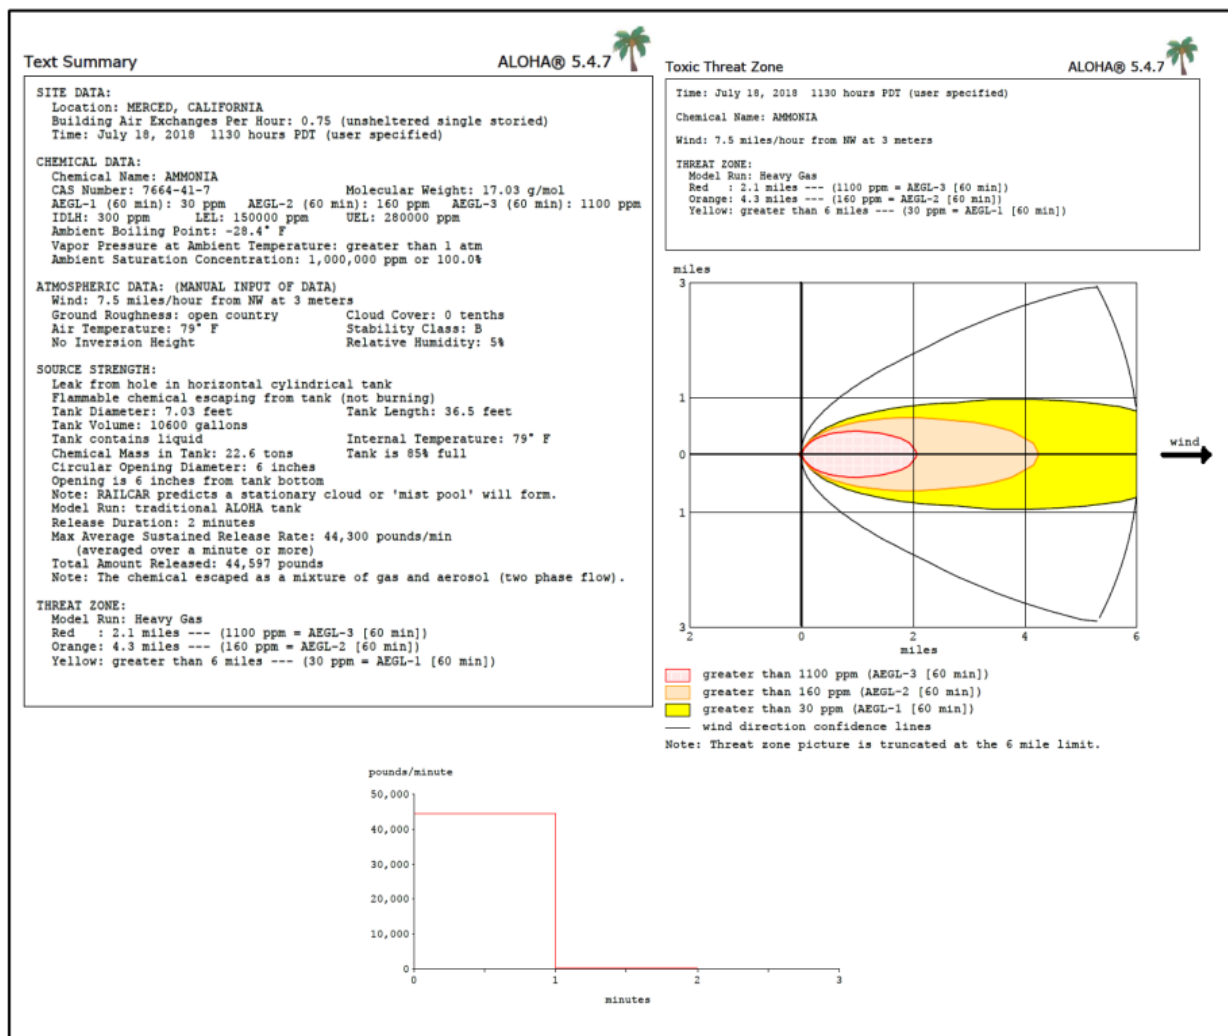 Text Summary
ALOHA® 5.4.7
SITE DATA:
Location: MERCED, CALIFORNIA
Building Air Exchanges Per Hour: 0.75 (unsheltered single storied)
Time: July 18, 2018  1130 hours PDT (user specified)
CHEMICAL DATA:
Chemical Name: AMMONIA
CAS Number: 7664-41-7 Molecular Weight: 17.03 g/mol
AEGL-1 (60 min): 30 ppm AEGL-2 (60 min): 160 ppm AEGL-3 (60 min): 1100 ppm
IDLH: 300 ppm LEL: 150000 ppm UEL: 280000 ppm
Ambient Boiling Point: -28.4° F
Vapor Pressure at Ambient Temperature: greater than 1 atm
Ambient Saturation Concentration: 1,000,000 ppm or 100.0%
ATMOSPHERIC DATA: (MANUAL INPUT OF DATA)
Wind: 7.5 miles/hour from NW at 3 meters
Ground Roughness: open country Cloud Cover: 0 tenths
Air Temperature: 79° F Stability Class: B
No Inversion Height Relative Humidity: 5%
SOURCE STRENGTH:
Leak from hole in horizontal cylindrical tank
Flammable chemical escaping from tank (not burning)
Tank Diameter: 7.03 feet Tank Length: 36.5 feet
Tank Volume: 10600 gallons
Tank contains liquid Internal Temperature: 79° F
Chemical Mass in Tank: 22.6 tons Tank is 85% full
Circular Opening Diameter: 6 inches
Opening is 6 inches from tank bottom
Note: RAILCAR predicts a stationary cloud or 'mist pool' will form.
Model Run: traditional ALOHA tank
Release Duration: 2 minutes
Max Average Sustained Release Rate: 44,300 pounds/min
(averaged over a minute or more)
Total Amount Released: 44,597 pounds
Note: The chemical escaped as a mixture of gas and aerosol (two phase flow).
THREAT ZONE:
Model Run: Heavy Gas
Red : 2.1 miles --- (1100 ppm = AEGL-3 [60 min])
Orange: 4.3 miles --- (160 ppm = AEGL-2 [60 min])
Yellow: greater than 6 miles --- (30 ppm = AEGL-1 [60 min])
Toxic Threat Zone
ALOHA® 5.4.7
Time: July 18, 2018  1130 hours PDT (user specified)
Chemical Name: AMMONIA
Wind: 7.5 miles/hour from NW at 3 meters
THREAT ZONE:
Model Run: Heavy Gas
Red : 2.1 miles --- (1100 ppm = AEGL-3 [60 min])
Orange: 4.3 miles --- (160 ppm = AEGL-2 [60 min])
Yellow: greater than 6 miles --- (30 ppm = AEGL-1 [60 min])
miles
3
1
0
1
3
wind
2 0 2 4 6
miles
greater than 1100 ppm (AEGL-3 [60 min])
greater than 160 ppm (AEGL-2 [60 min])
greater than 30 ppm (AEGL-1 [60 min])
wind direction confidence lines
Note: Threat zone picture is truncated at the 6 mile limit.
pounds/minute
50,000
40,000
30,000
20,000
10,000
0
0 1 2 3
minutes